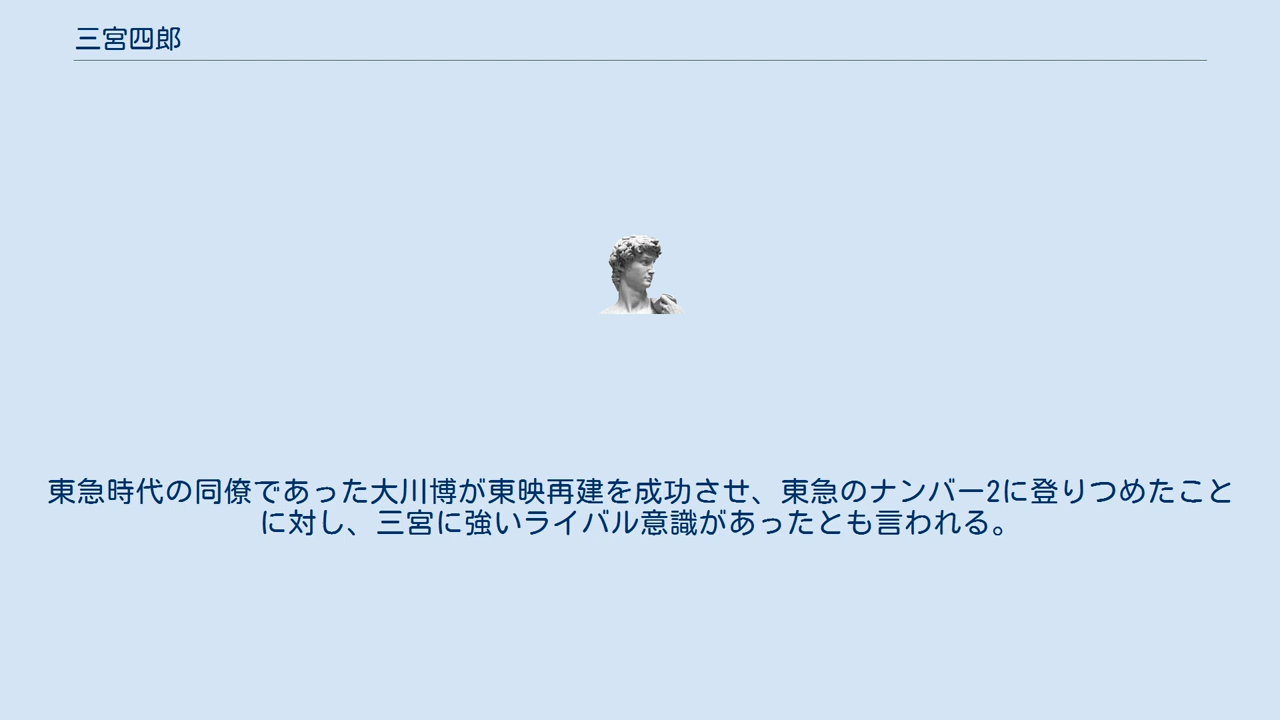 三宮四郎
東急時代の同僚であった大川博が東映再建を成功させ、東急のナンバー2に登りつめたこと
に対し、三宮に強いライバル意識があったとも言われる。